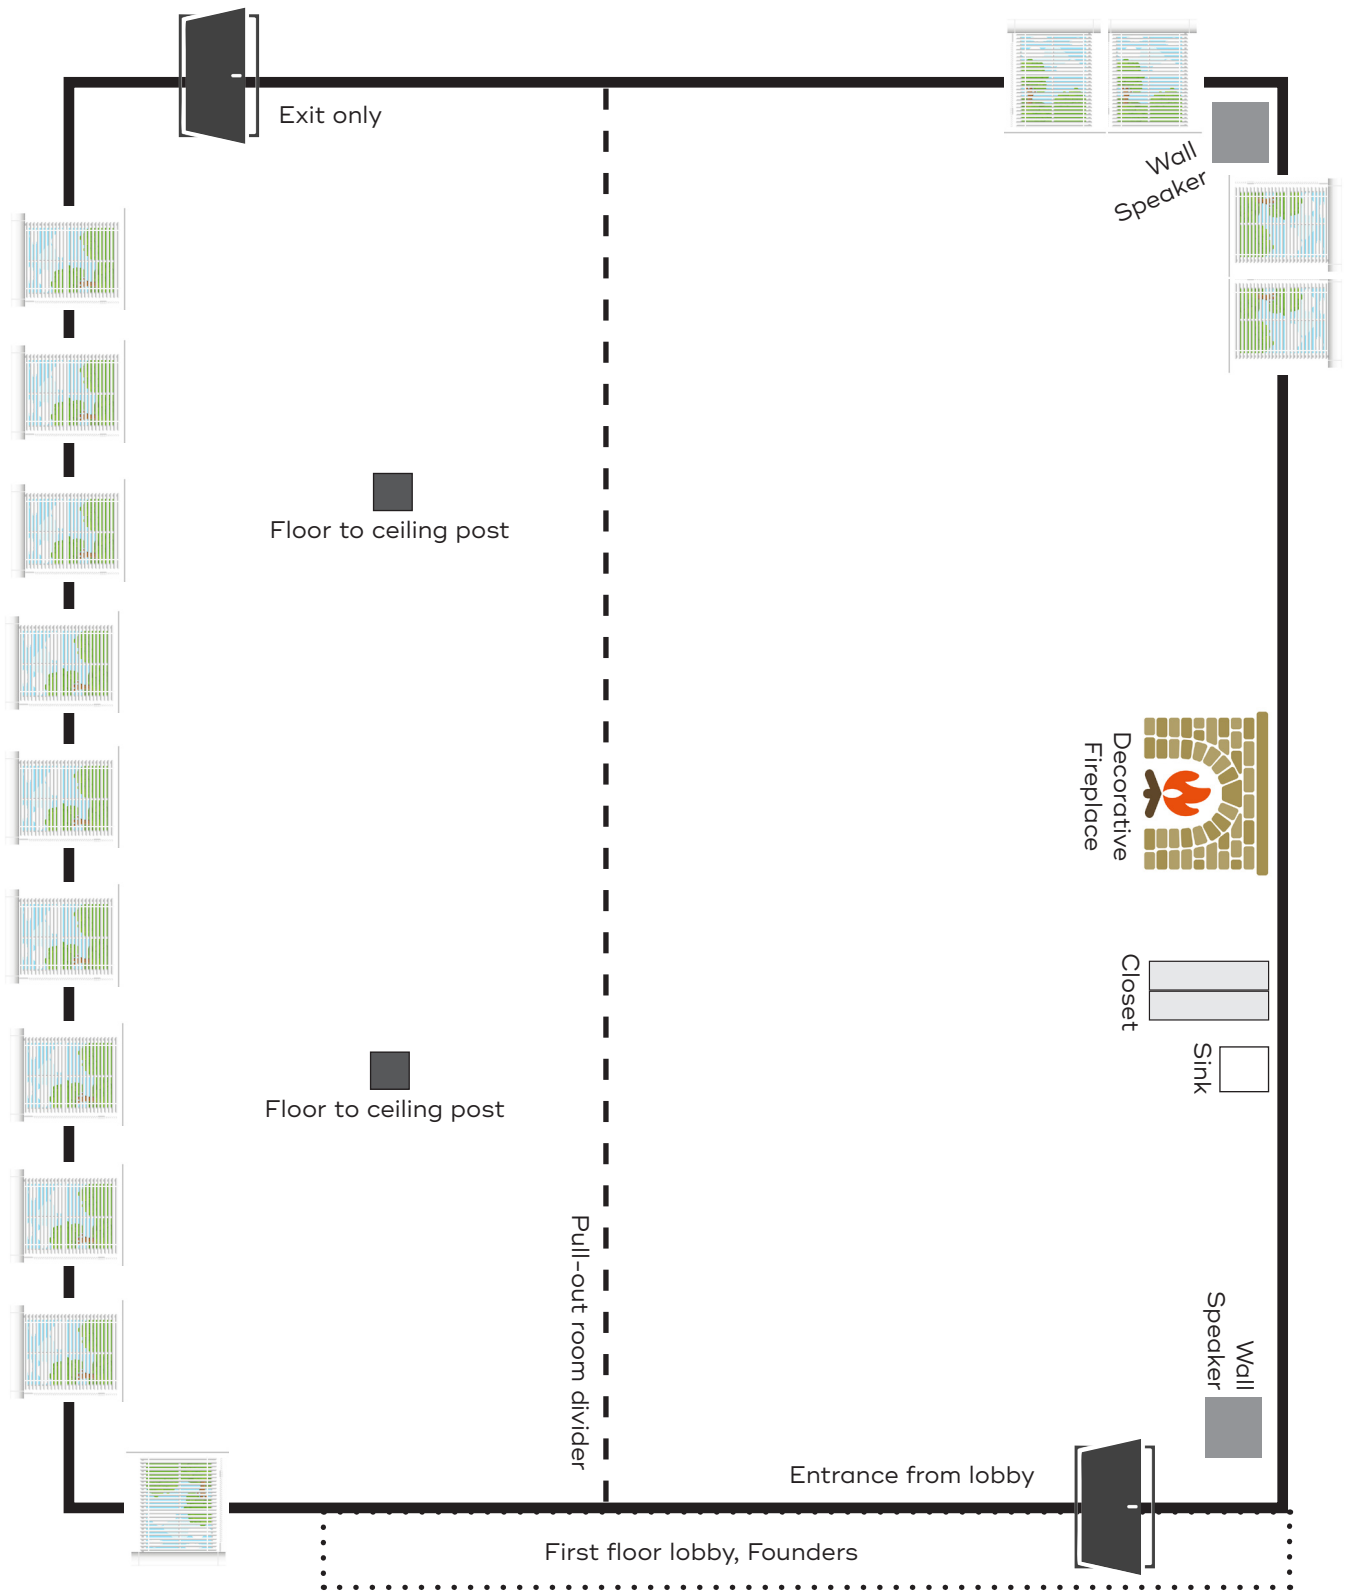 Exit only
Wall
Speaker
Floor to ceiling post
Decorative
Fireplace
Closet
Sink
Floor to ceiling post
Pull-out room divider
Wall
Speaker
Entrance from lobby
First floor lobby, Founders